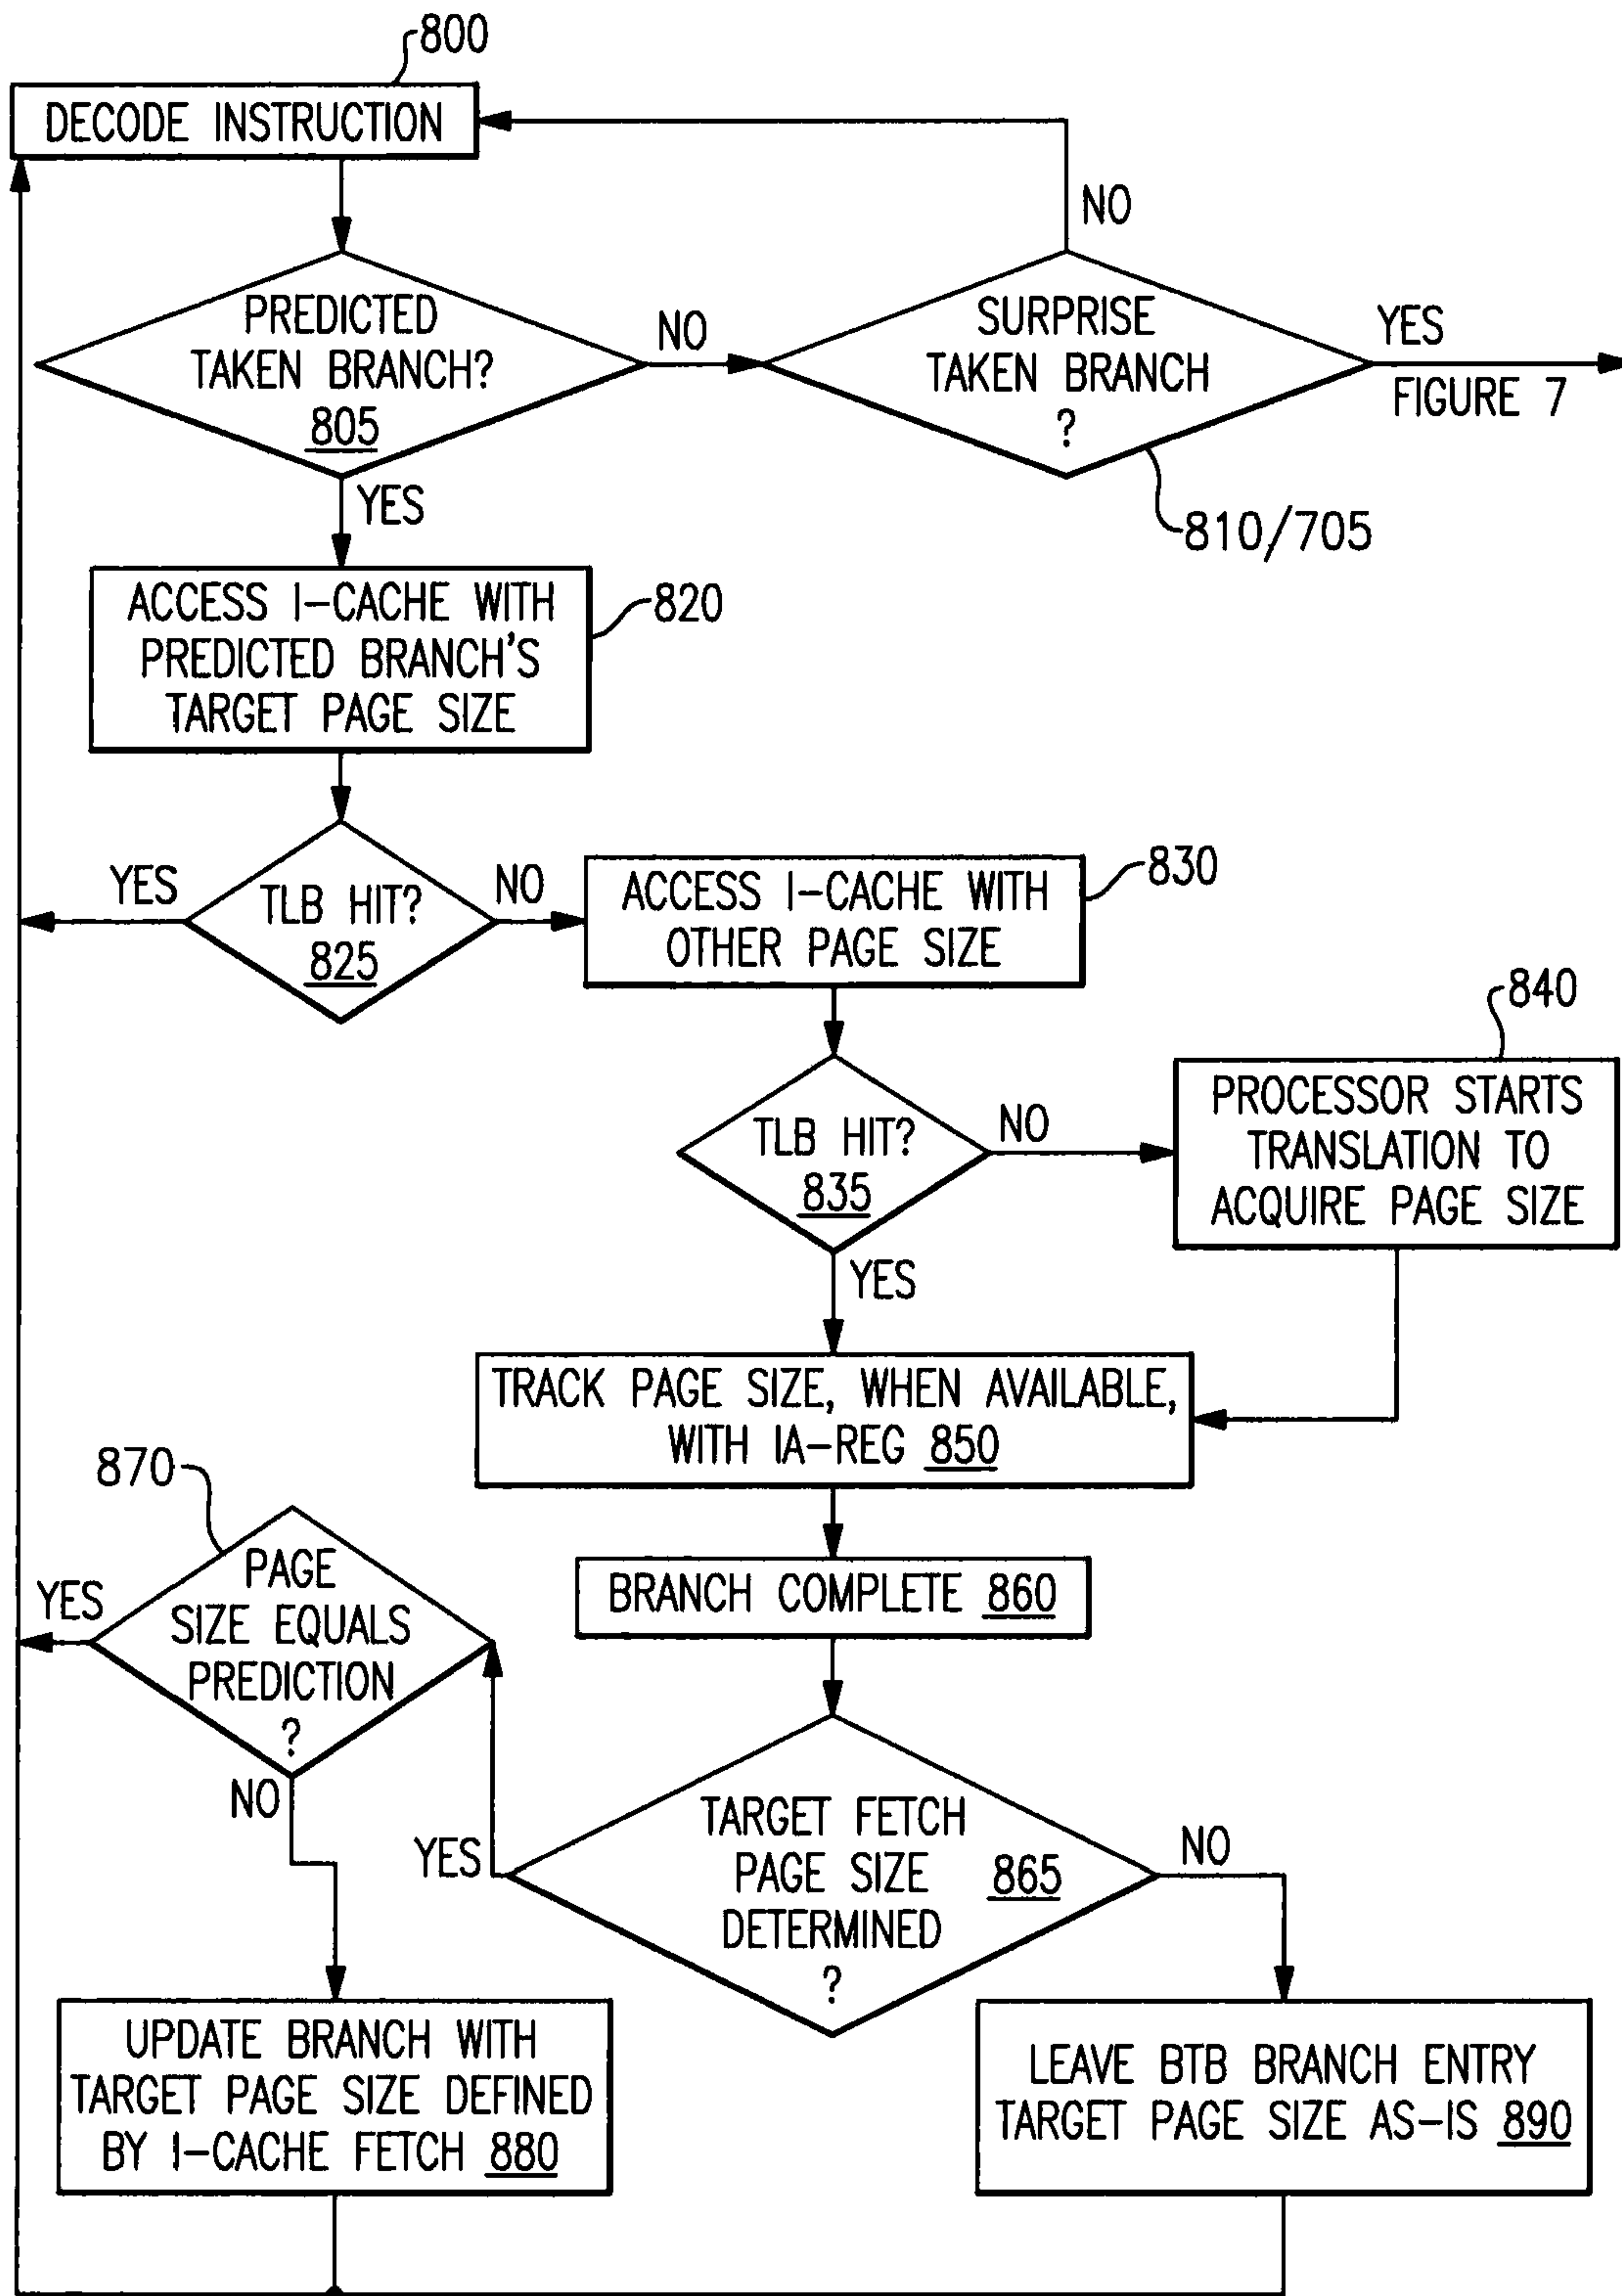 800
DECODE INSTRUCTION
NO
PREDICTED
TAKEN BRANCH?
805
NO
SURPRISE
TAKEN BRANCH
?
YES
FIGURE 7
810/705
YES
ACCESS I-CACHE WITH
PREDICTED BRANCH'S
TARGET PAGE SIZE
820
YES
TLB HIT?
825
NO
ACCESS I-CACHE WITH
OTHER PAGE SIZE
830
TLB HIT?
835
NO
840
PROCESSOR STARTS
TRANSLATION TO
ACQUIRE PAGE SIZE
YES
TRACK PAGE SIZE, WHEN AVAILABLE,
WITH IA-REG 850
BRANCH COMPLETE 860
870
YES
PAGE
SIZE EQUALS
PREDICTION
?
NO
YES
TARGET FETCH
PAGE SIZE
DETERMINED
?
865
NO
UPDATE BRANCH WITH
TARGET PAGE SIZE DEFINED
BY I-CACHE FETCH 880
LEAVE BTB BRANCH ENTRY
TARGET PAGE SIZE AS-IS 890